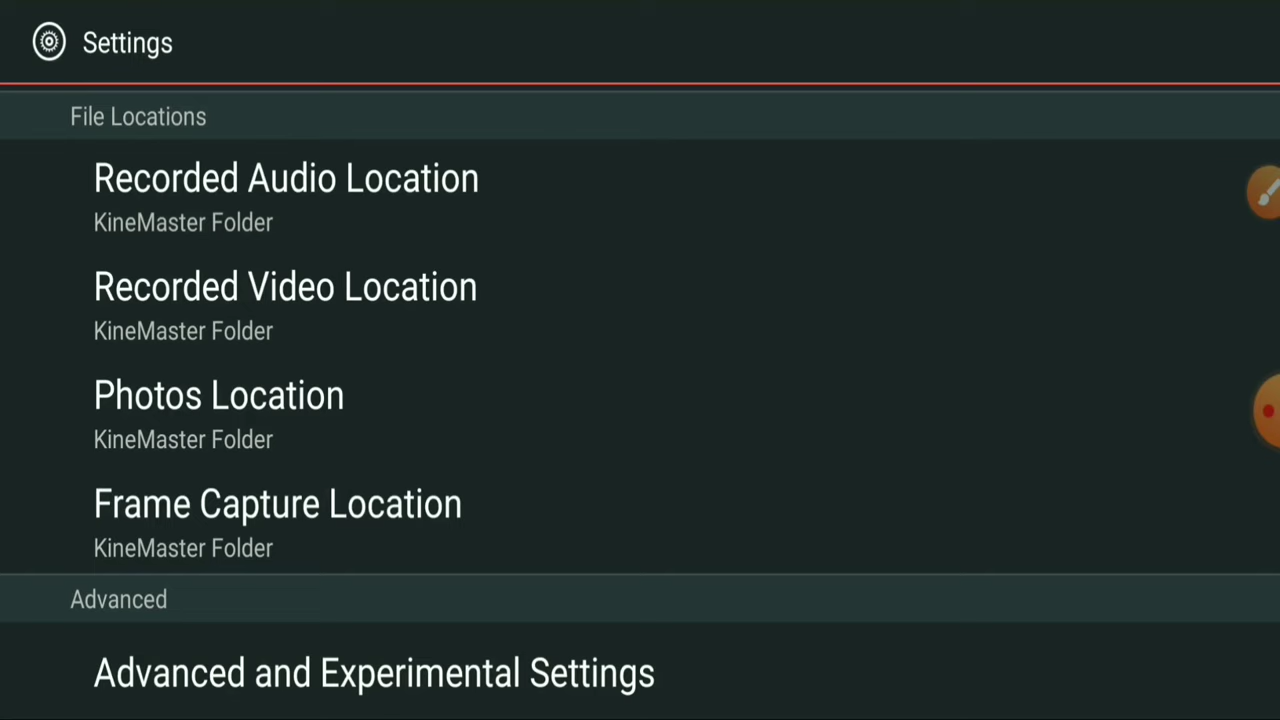 Settings
File Locations
Recorded Audio Location
KineMaster Folder
Recorded Video Location
KineMaster Folder
Photos Location
KineMaster Folder
Frame Capture Location
KineMaster Folder
Advanced
Advanced and Experimental Settings